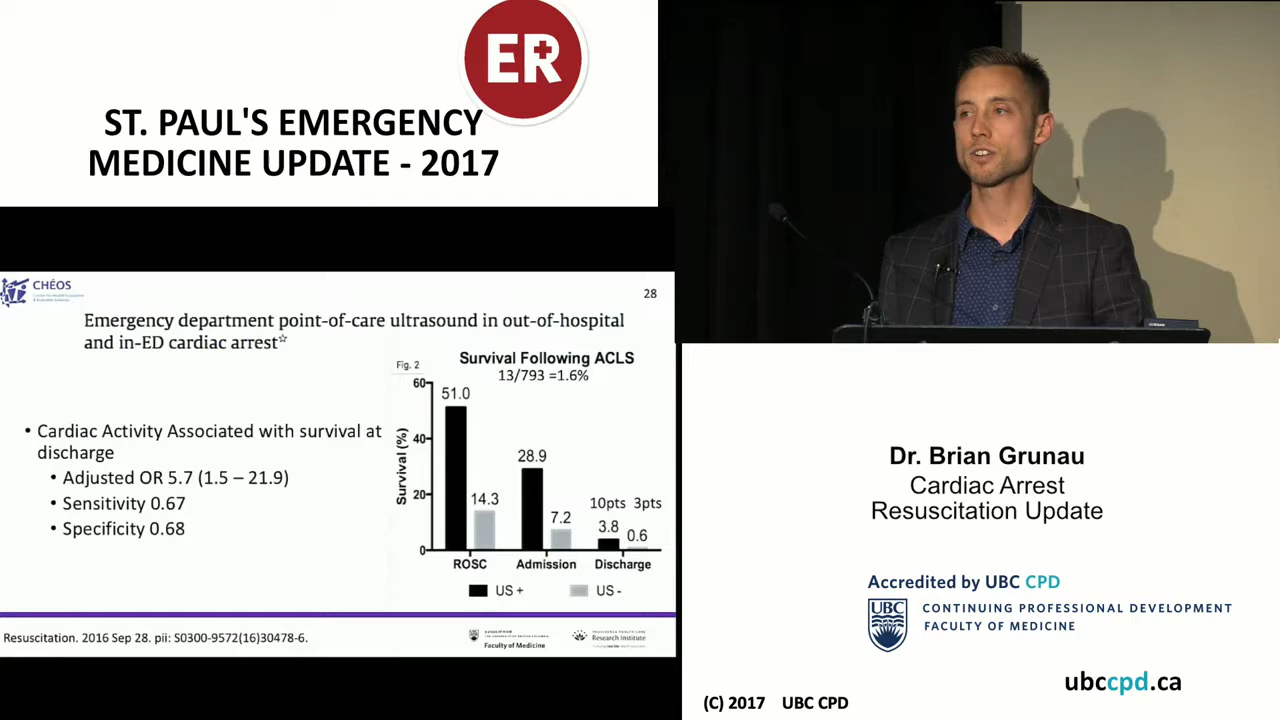 ER
ST. PAUL'S EMERGENCY
MEDICINE UPDATE - 2017
CHÉOS
28
Emergency department point-of-care ultrasound in out-of-hospital
and in-ED cardiac arrest☆
• Cardiac Activity Associated with survival at
discharge
• Adjusted OR 5.7 (1.5 – 21.9)
• Sensitivity 0.67
• Specificity 0.68
Fig. 2
Survival Following ACLS
13/793 =1.6%
Survival (%)
60
40
20
0
51.0
14.3
28.9
7.2
10pts 3pts
3.8
0.6
ROSC Admission Discharge
US + US -
Resuscitation. 2016 Sep 28. pii: S0300-9572(16)30478-6.
Faculty of Medicine
Research Institute
Dr. Brian Grunau
Cardiac Arrest
Resuscitation Update
Accredited by UBC CPD
UBC
CONTINUING PROFESSIONAL DEVELOPMENT
FACULTY OF MEDICINE
ubccpd.ca
(C) 2017 UBC CPD